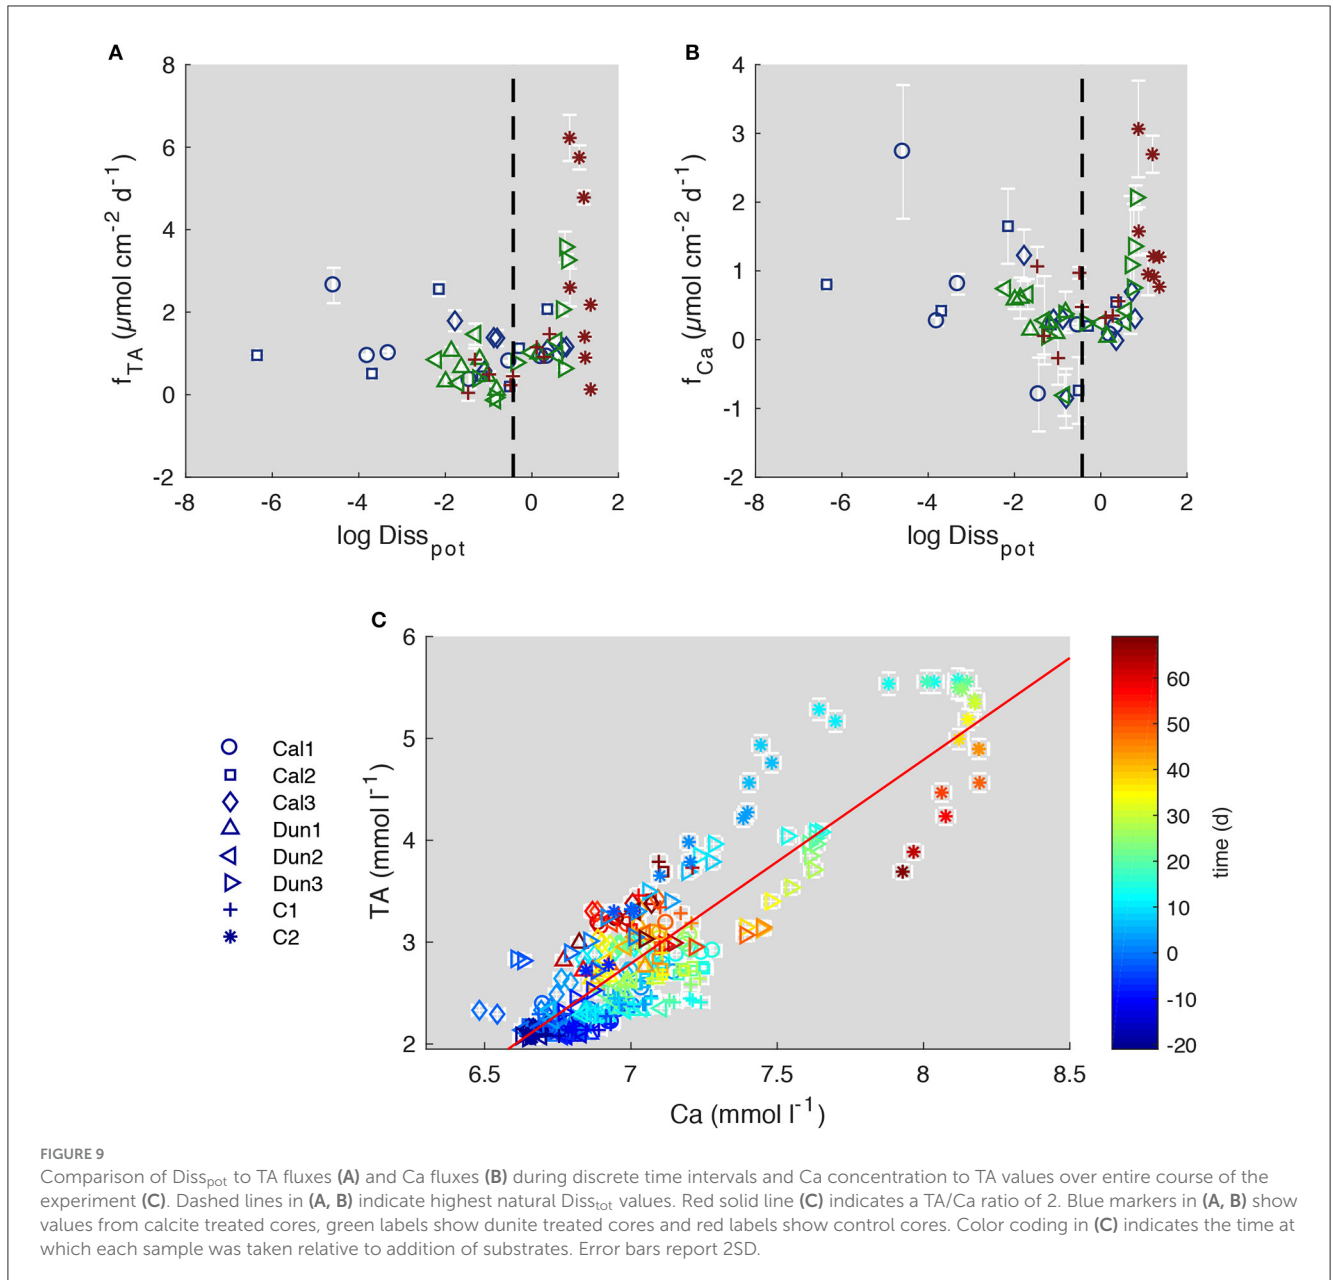 A
B
8
6
4
2
0
-2
f_TA (µmol cm^-2 d^-1)
-8 -6 -4 -2 0 2
log Diss_pot
4
3
2
1
0
-1
-2
f_Ca (µmol cm^-2 d^-1)
-8 -6 -4 -2 0 2
log Diss_pot
C
6
5
4
3
2
TA (mmol l^-1)
6.5 7 7.5 8 8.5
Ca (mmol l^-1)
Cal1
Cal2
Cal3
Dun1
Dun2
Dun3
C1
C2
60
50
40
30
20
10
0
-10
-20
time (d)
FIGURE 9
Comparison of Diss_pot to TA fluxes (A) and Ca fluxes (B) during discrete time intervals and Ca concentration to TA values over entire course of the
experiment (C). Dashed lines in (A, B) indicate highest natural Diss_tot values. Red solid line (C) indicates a TA/Ca ratio of 2. Blue markers in (A, B) show
values from calcite treated cores, green labels show dunite treated cores and red labels show control cores. Color coding in (C) indicates the time at
which each sample was taken relative to addition of substrates. Error bars report 2SD.